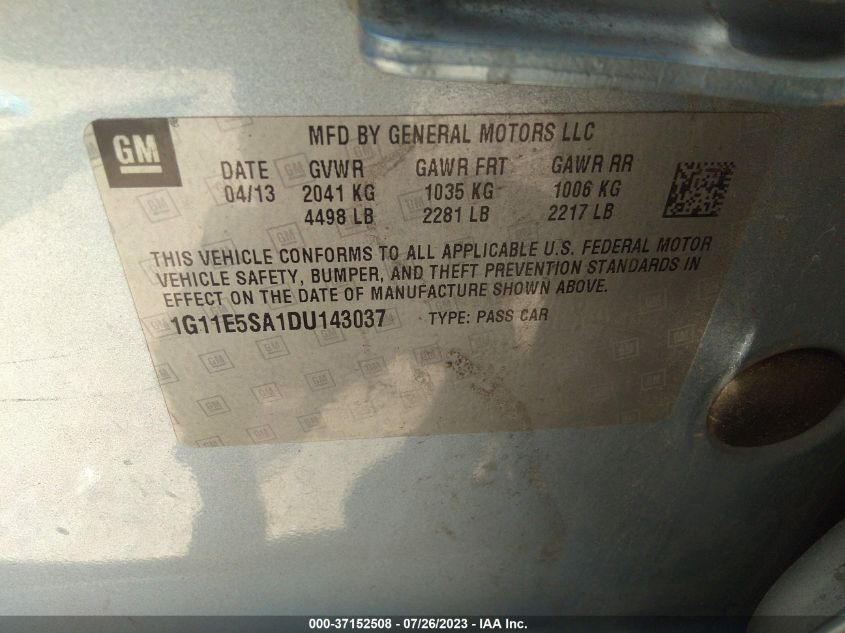 GM
MFD BY GENERAL MOTORS LLC
DATE GVWR GAWR FRT GAWR RR
04/13 2041 KG 1035 KG 1006 KG
4498 LB 2281 LB 2217 LB
THIS VEHICLE CONFORMS TO ALL APPLICABLE U.S. FEDERAL MOTOR
VEHICLE SAFETY, BUMPER, AND THEFT PREVENTION STANDARDS IN
EFFECT ON THE DATE OF MANUFACTURE SHOWN ABOVE.
1G11E5SA1DU143037 TYPE: PASS CAR
000-37152508 - 07/26/2023 - IAA Inc.